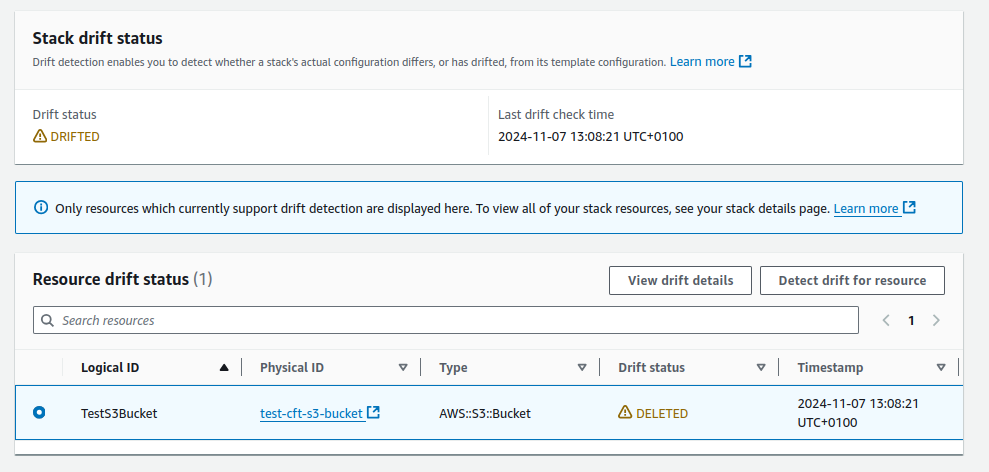 Stack drift status
Drift detection enables you to detect whether a stack's actual configuration differs, or has drifted, from its template configuration. Learn more
Drift status
DRIFTED
Last drift check time
2024-11-07 13:08:21 UTC+0100
Only resources which currently support drift detection are displayed here. To view all of your stack resources, see your stack details page. Learn more
Resource drift status (1)
View drift details
Detect drift for resource
Search resources
1
Logical ID
Physical ID
Type
Drift status
Timestamp
TestS3Bucket
test-cft-s3-bucket
AWS::S3::Bucket
DELETED
2024-11-07 13:08:21
UTC+0100